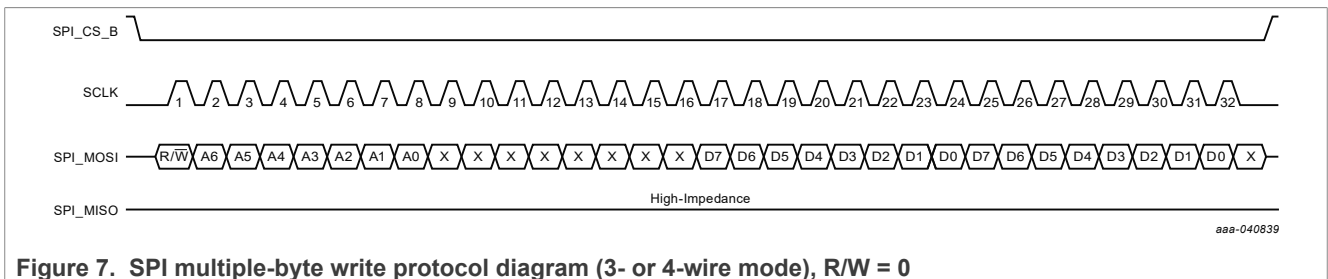 SPI_CS_B
SCLK 1 2 3 4 5 6 7 8 9 10 11 12 13 14 15 16 17 18 19 20 21 22 23 24 25 26 27 28 29 30 31 32
SPI_MOSI R/W̅ A6 A5 A4 A3 A2 A1 A0 X X X X X X X X D7 D6 D5 D4 D3 D2 D1 D0 D7 D6 D5 D4 D3 D2 D1 D0 X
High-Impedance
SPI_MISO
aaa-040839
Figure 7. SPI multiple-byte write protocol diagram (3- or 4-wire mode), R/W = 0